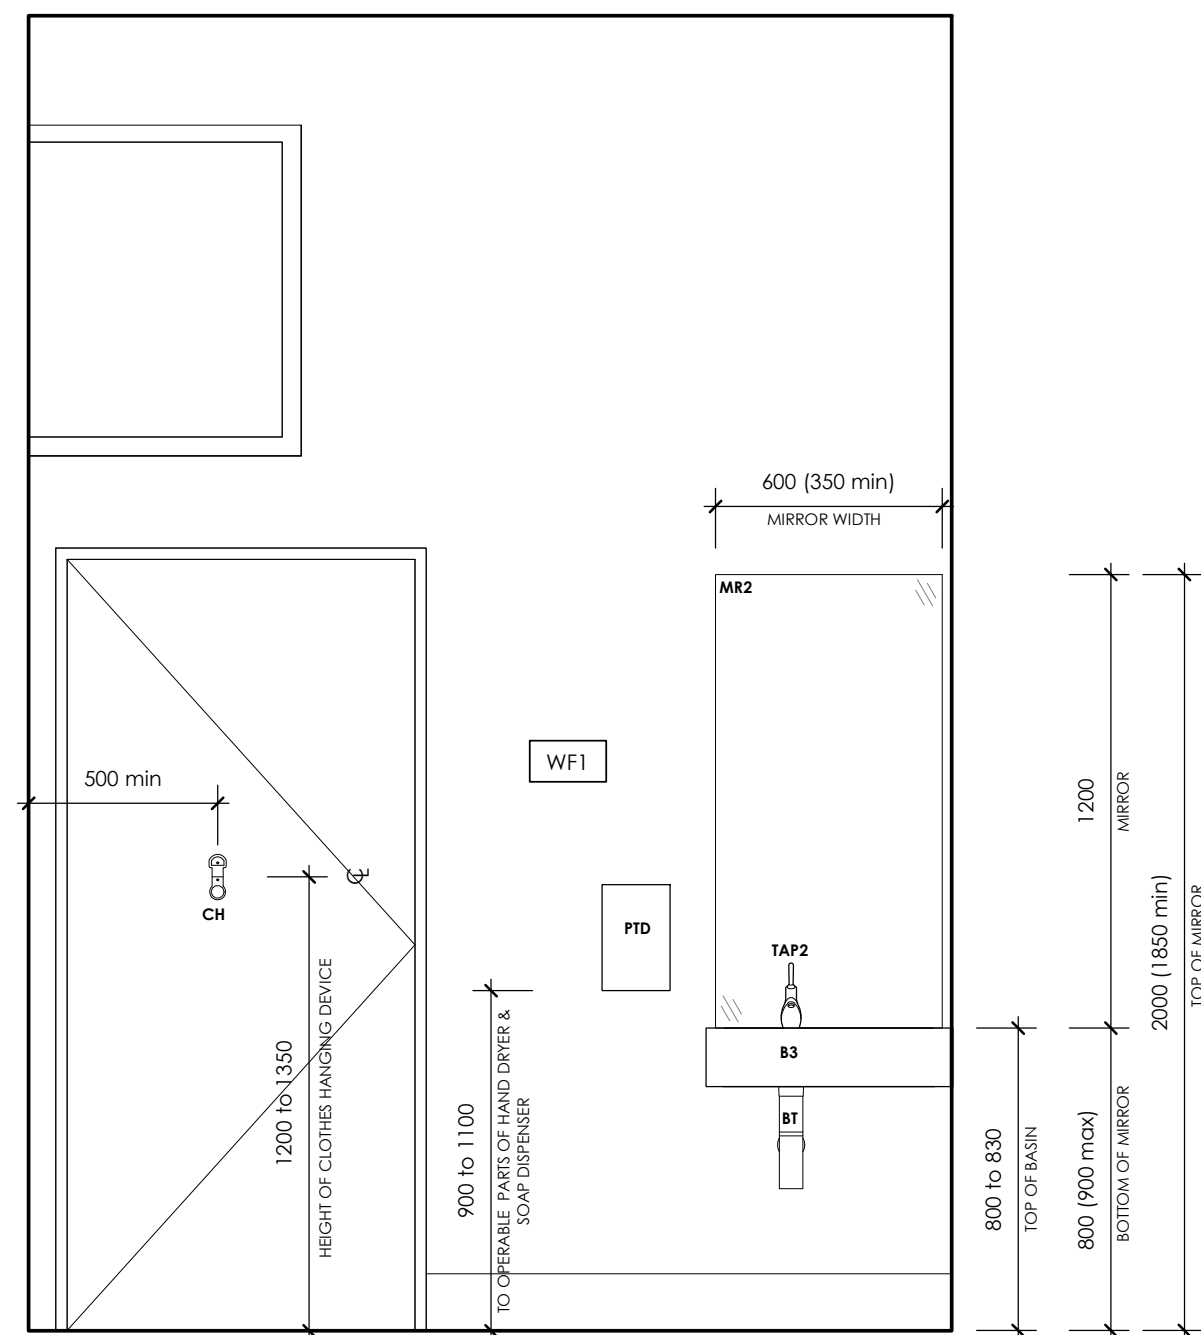 600 (350 min)
MIRROR WIDTH
MR2
WF1
500 min
CH
PTD
TAP2
B3
BT
1200 to 1350
HEIGHT OF CLOTHES HANGING DEVICE
900 to 1100
TO OPERABLE PARTS OF HAND DRYER &
SOAP DISPENSER
800 to 830
TOP OF BASIN
1200
MIRROR
800 (900 max)
BOTTOM OF MIRROR
2000 (1850 min)
TOP OF MIRROR